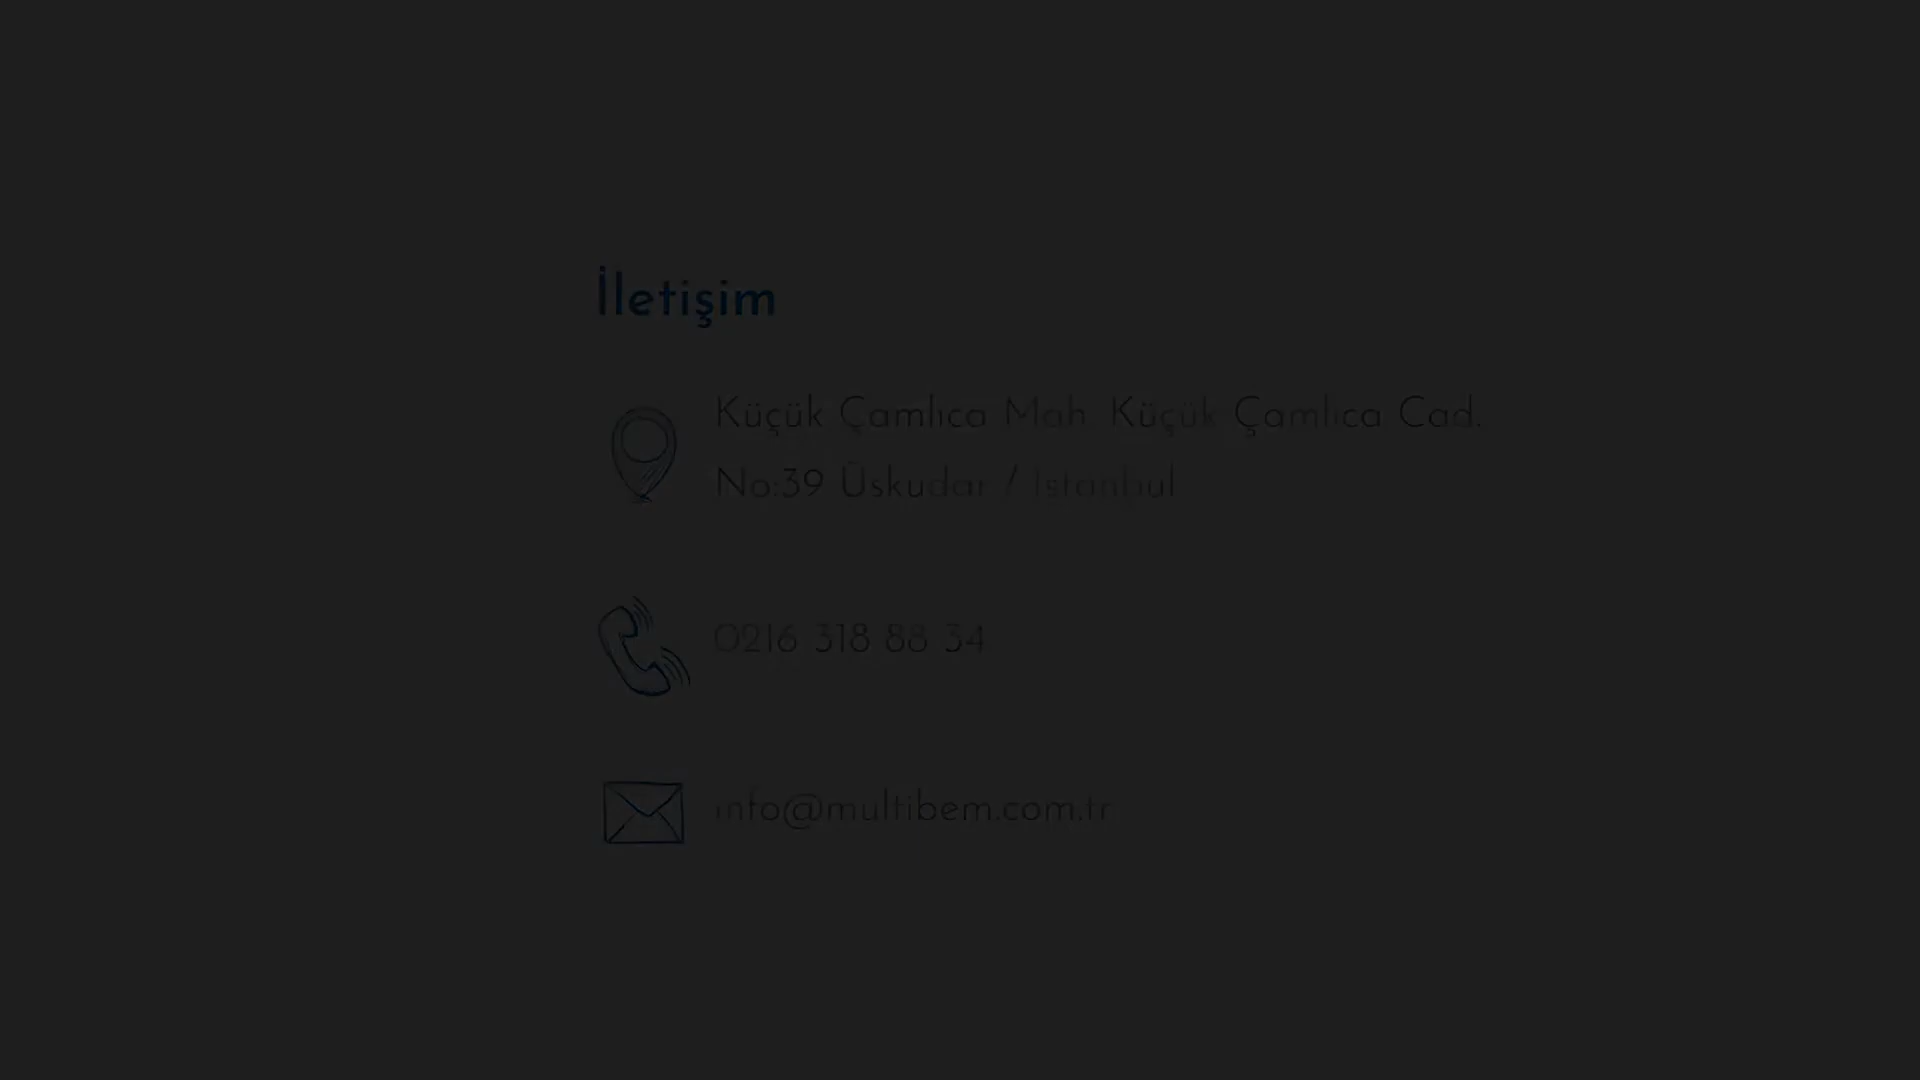 İletişim
Küçük Çamlıca Mah. Küçük Çamlıca Cad.
No:39 Üskudar / İstanbul
0216 318 88 34
info@multibem.com.tr